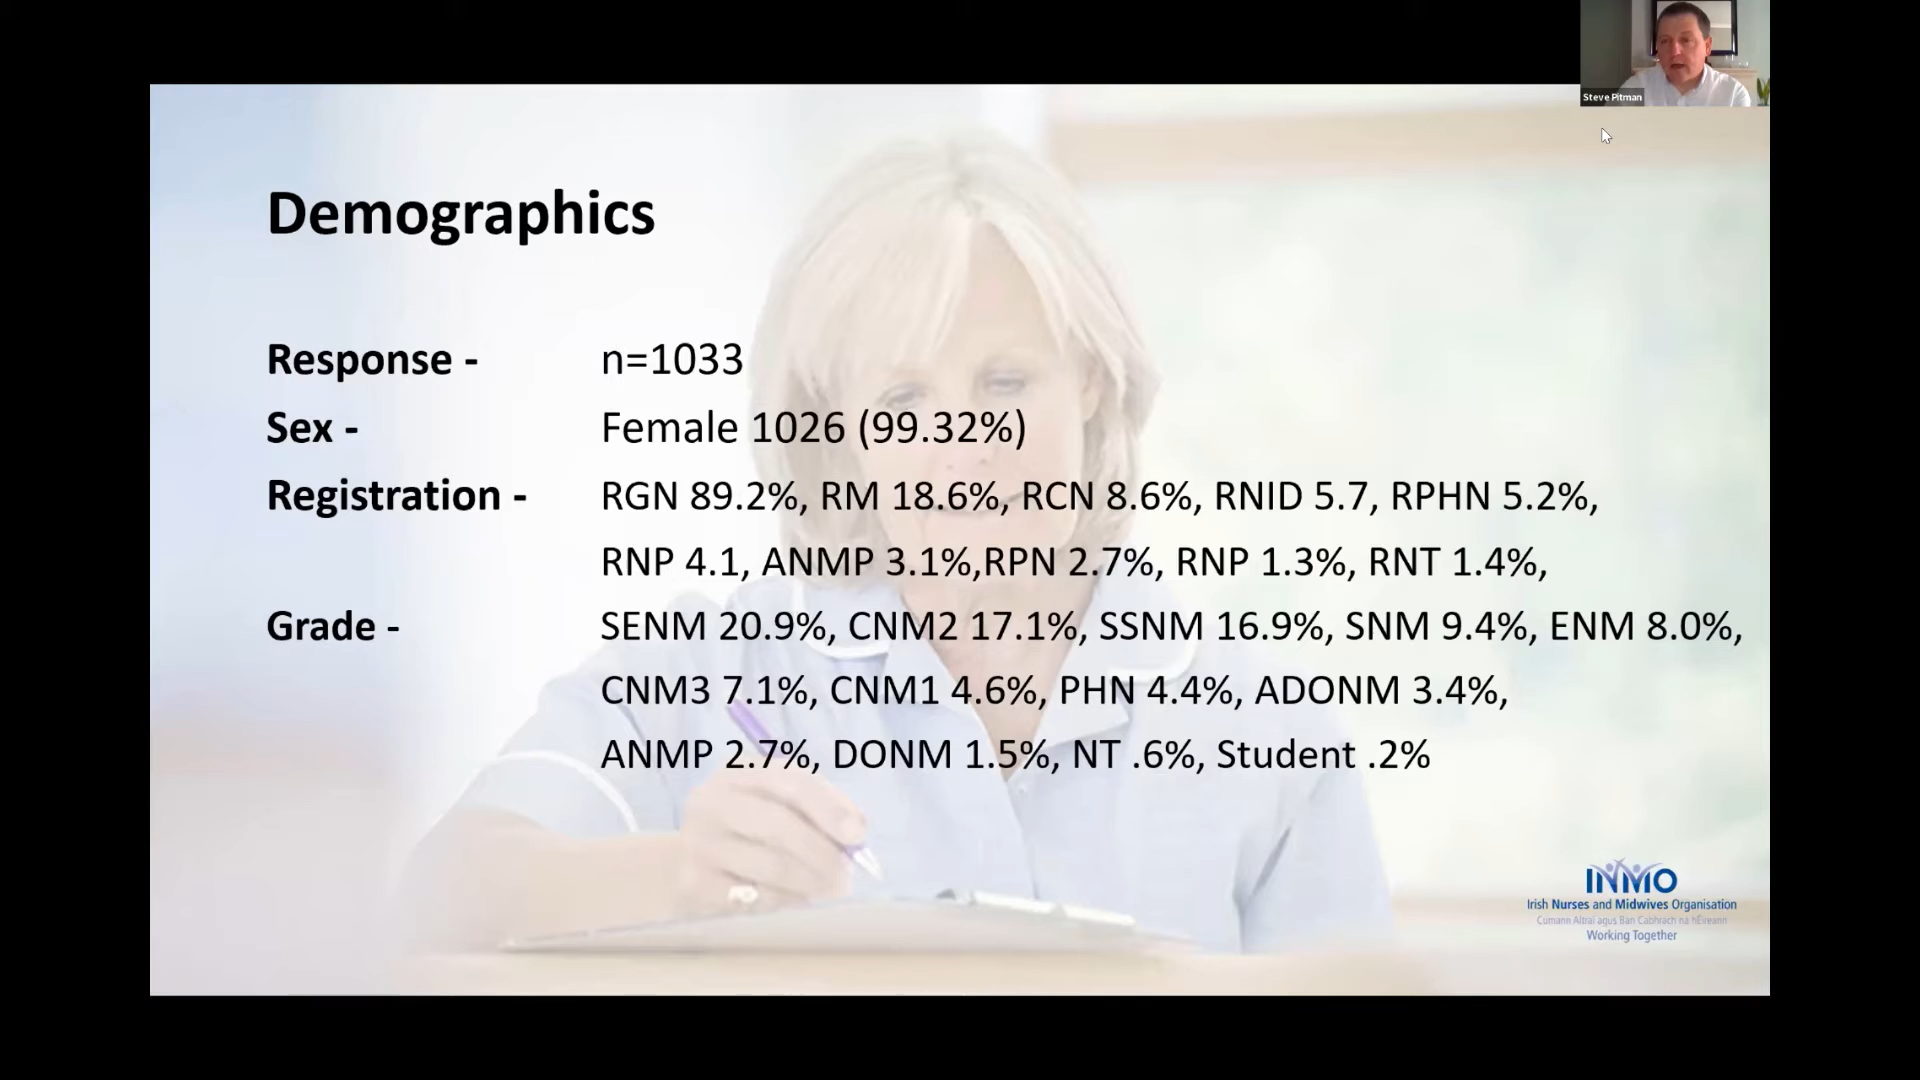 Steve Pitman
Demographics
Response - n=1033
Sex - Female 1026 (99.32%)
Registration - RGN 89.2%, RM 18.6%, RCN 8.6%, RNID 5.7, RPHN 5.2%,
RNP 4.1, ANMP 3.1%,RPN 2.7%, RNP 1.3%, RNT 1.4%,
Grade - SENM 20.9%, CNM2 17.1%, SSNM 16.9%, SNM 9.4%, ENM 8.0%,
CNM3 7.1%, CNM1 4.6%, PHN 4.4%, ADONM 3.4%,
ANMP 2.7%, DONM 1.5%, NT .6%, Student .2%
INMO
Irish Nurses and Midwives Organisation
Cumann Altraí agus Ban Cabhrach na hÉireann
Working Together